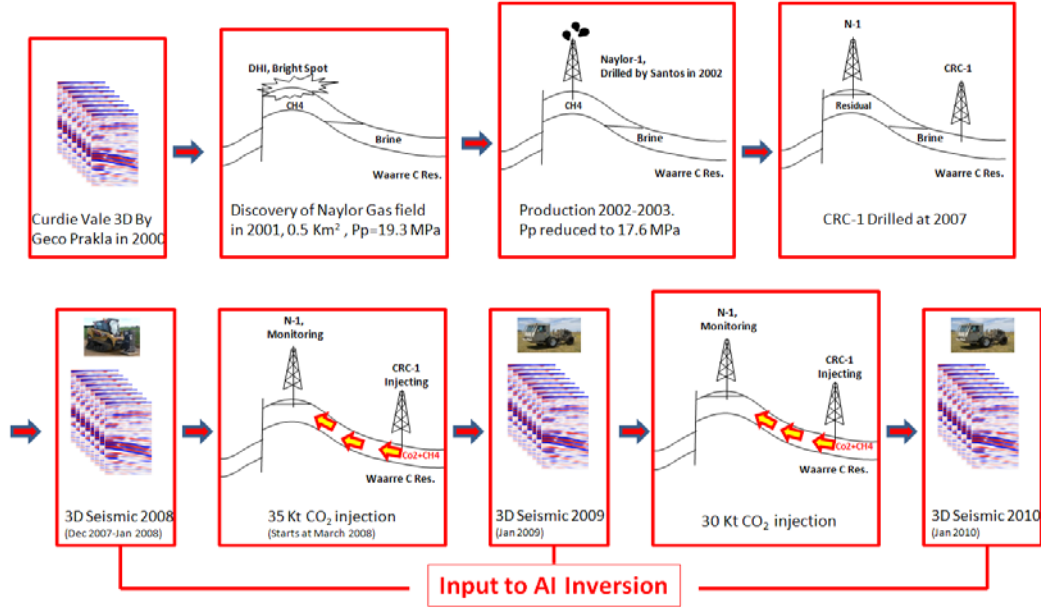 Curdie Vale 3D By
Geco Prakla in 2000
DHI, Bright Spot
CH4
Brine
Waarre C Res.
Discovery of Naylor Gas field
in 2001, 0.5 Km², Pp=19.3 MPa
Naylor-1,
Drilled by Santos in 2002
CH4
Brine
Waarre C Res.
Production 2002-2003.
Pp reduced to 17.6 MPa
N-1
CRC-1
Residual
Brine
Waarre C Res.
CRC-1 Drilled at 2007
3D Seismic 2008
(Dec 2007-Jan 2008)
N-1,
Monitoring
CRC-1
Injecting
Co2+CH4
Waarre C Res.
35 Kt CO₂ injection
(Starts at March 2008)
3D Seismic 2009
(Jan 2009)
N-1,
Monitoring
CRC-1
Injecting
Co2+CH4
Waarre C Res.
30 Kt CO₂ injection
3D Seismic 2010
(Jan 2010)
Input to AI Inversion